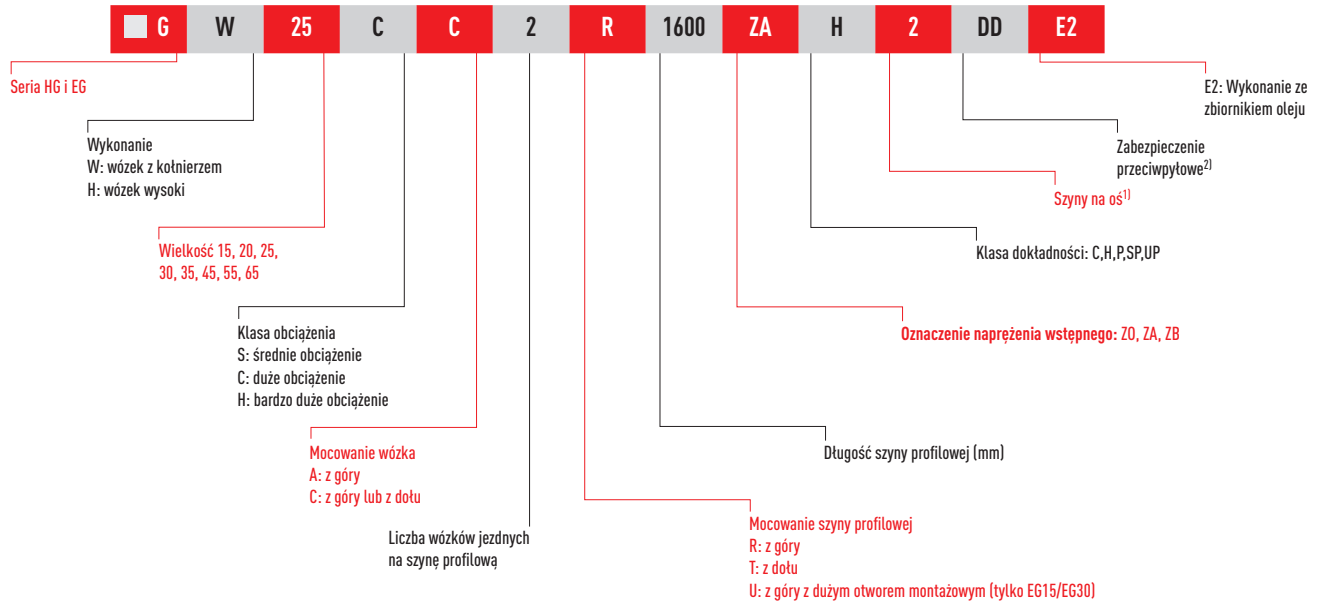 G W 25 C C 2 R 1600 ZA H 2 DD E2
Seria HG i EG
E2: Wykonanie ze
zbiornikiem oleju
Wykonanie
W: wózek z kołnierzem
H: wózek wysoki
Zabezpieczenie
przeciwpyłowe2)
Szyny na oś1)
Wielkość 15, 20, 25,
30, 35, 45, 55, 65
Klasa dokładności: C,H,P,SP,UP
Klasa obciążenia
S: średnie obciążenie
C: duże obciążenie
H: bardzo duże obciążenie
Oznaczenie naprężenia wstępnego: ZO, ZA, ZB
Mocowanie wózka
A: z góry
C: z góry lub z dołu
Długość szyny profilowej (mm)
Liczba wózków jezdnych
na szynę profilową
Mocowanie szyny profilowej
R: z góry
T: z dołu
U: z góry z dużym otworem montażowym (tylko EG15/EG30)